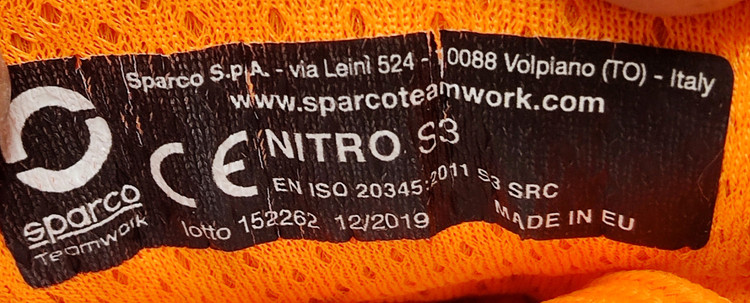 Sparco S.p.A. - via Leinì 524 - 10088 Volpiano (TO) - Italy
www.sparcoteamwork.com
sparco
Teamwork
CE
NITRO S3
EN ISO 20345:2011 S3 SRC
lotto 152262 12/2019
MADE IN EU